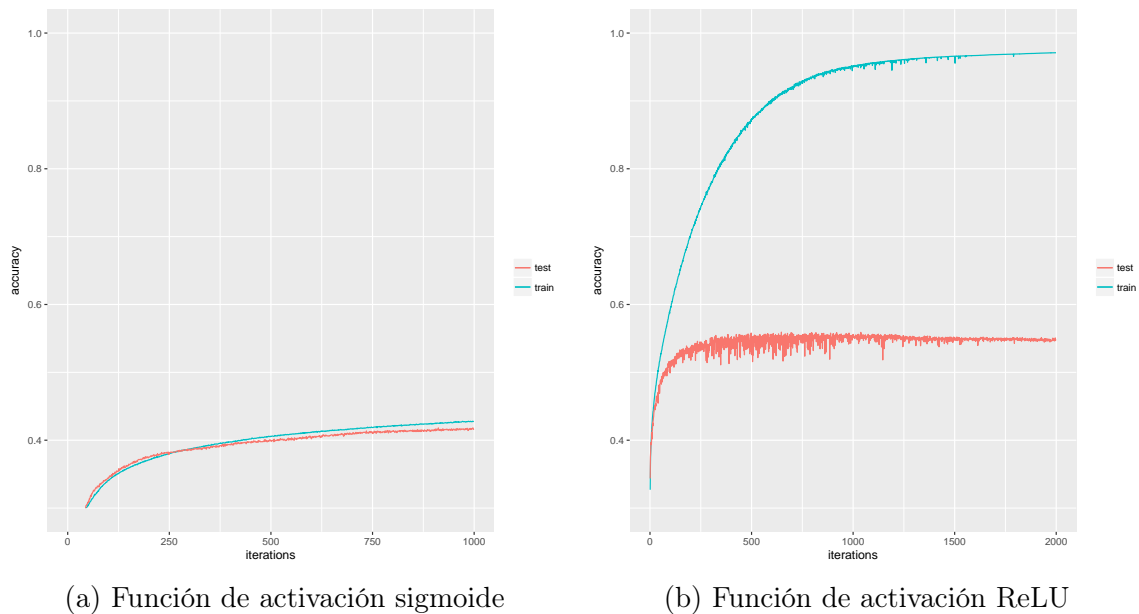 1.0
0.8
0.6
0.4
accuracy
0
250
500
750
1000
iterations
test
train
(a) Función de activación sigmoide
1.0
0.8
0.6
0.4
accuracy
0
500
1000
1500
2000
iterations
test
train
(b) Función de activación ReLU